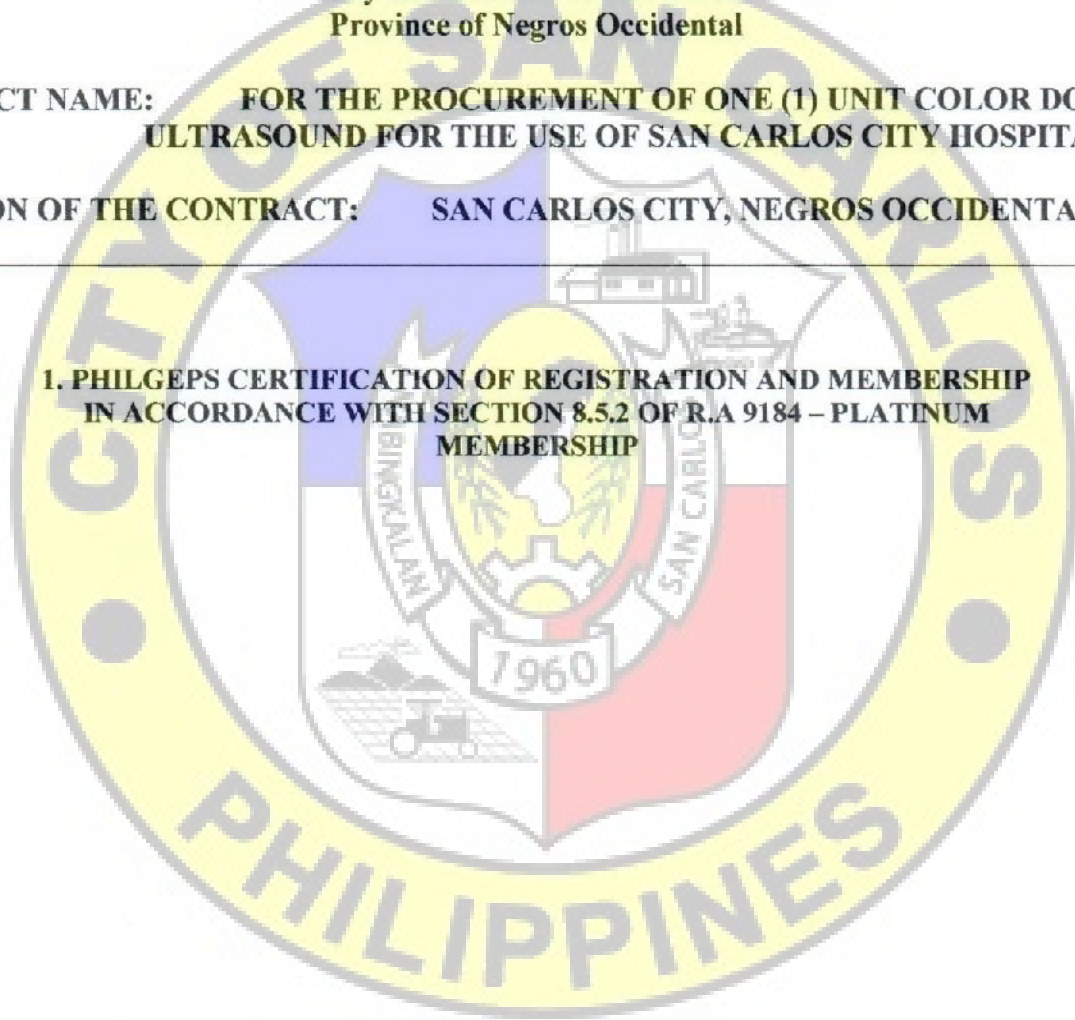 Province of Negros Occidental
CT NAME: FOR THE PROCUREMENT OF ONE (1) UNIT COLOR DO
ULTRASOUND FOR THE USE OF SAN CARLOS CITY HOSPITA
ON OF THE CONTRACT: SAN CARLOS CITY, NEGROS OCCIDENTA
1. PHILGEPS CERTIFICATION OF REGISTRATION AND MEMBERSHIP
IN ACCORDANCE WITH SECTION 8.5.2 OF R.A 9184 – PLATINUM
MEMBERSHIP
CITY OF SAN CARLOS
SAN CARLOS
1960
PHILIPPINES